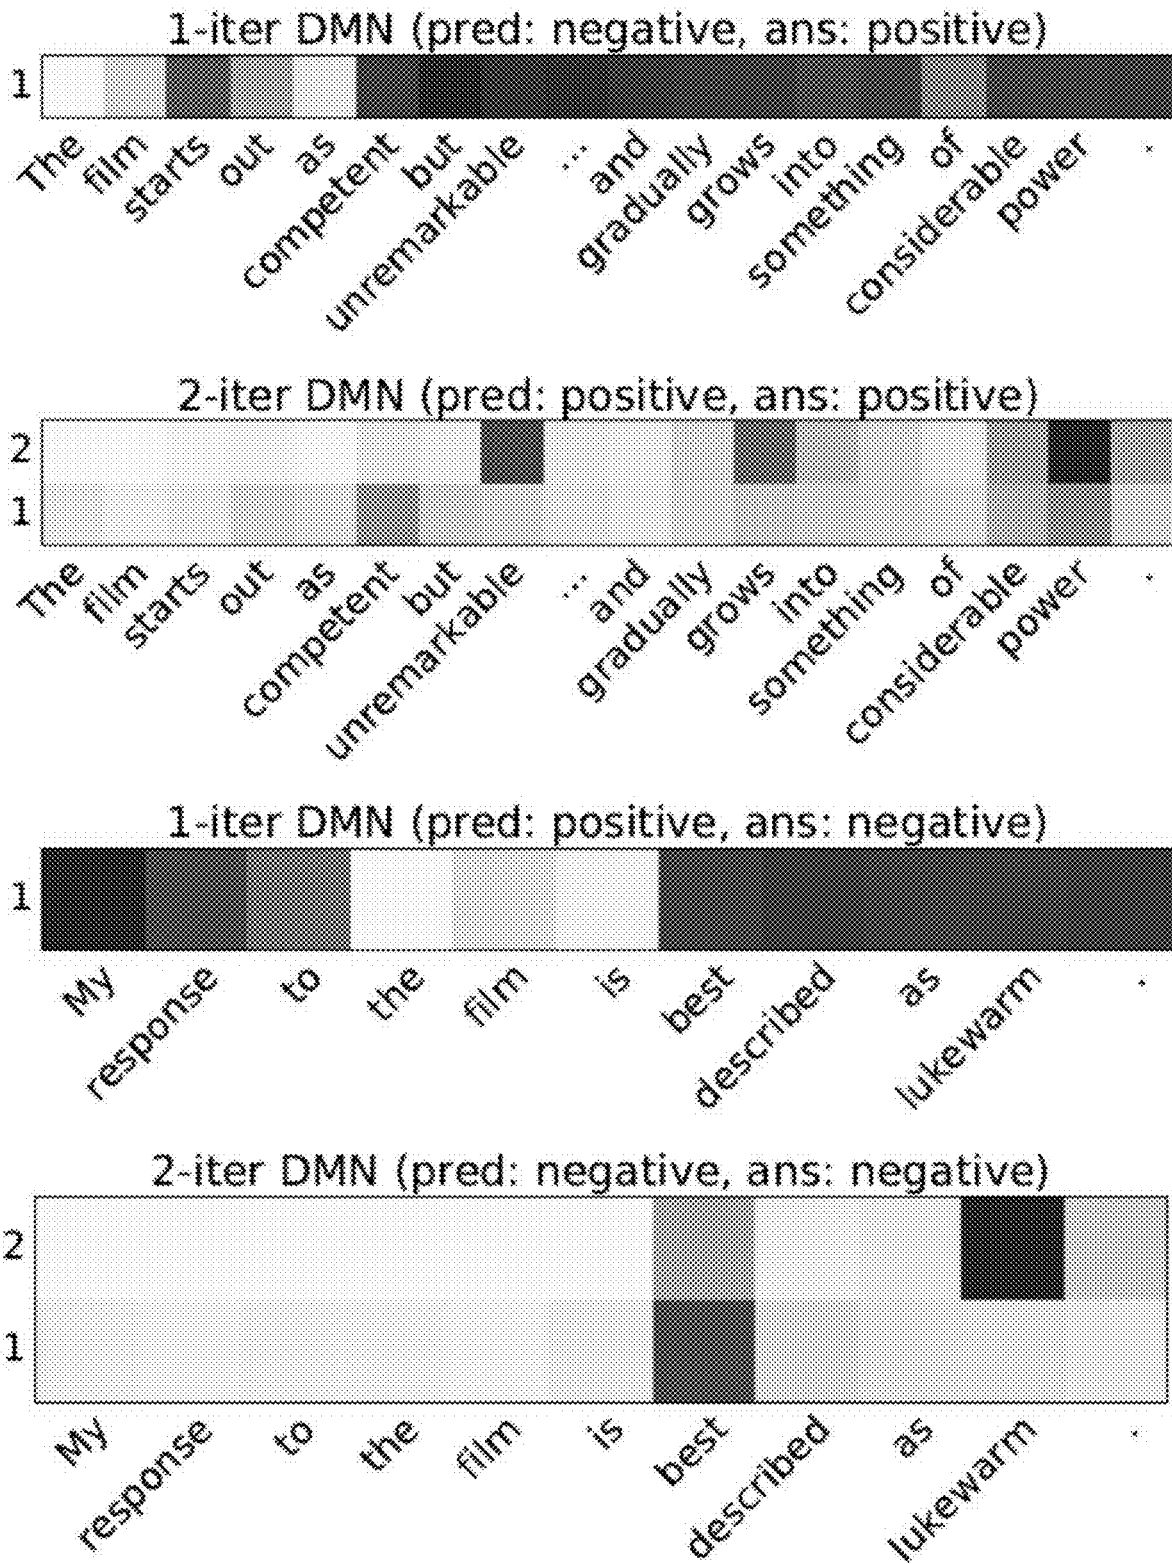 1-iter DMN (pred: negative, ans: positive)
1
The film starts out as competent but unremarkable ... and gradually grows into something of considerable power .
2-iter DMN (pred: positive, ans: positive)
2
1
The film starts out as competent but unremarkable ... and gradually grows into something of considerable power .
1-iter DMN (pred: positive, ans: negative)
1
My response to the film is best described as lukewarm .
2-iter DMN (pred: negative, ans: negative)
2
1
My response to the film is best described as lukewarm .